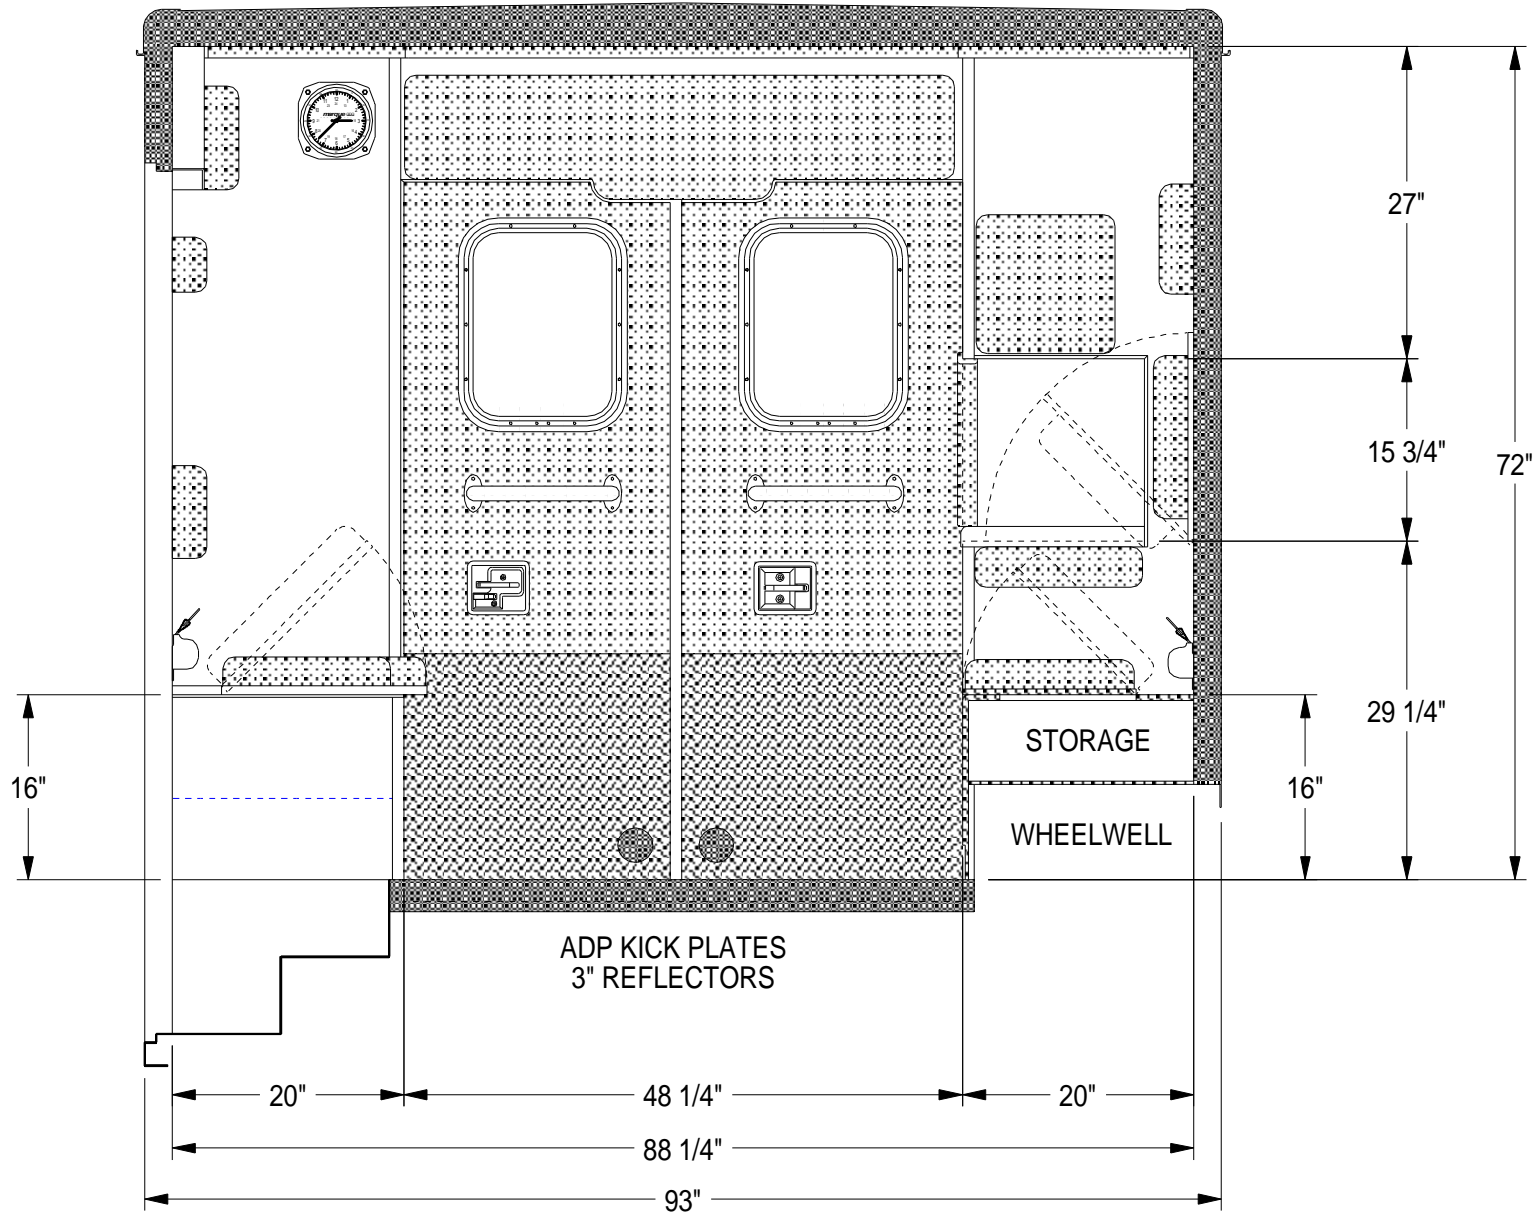 27"
15 3/4"
72"
29 1/4"
STORAGE
16"
16"
WHEELWELL
ADP KICK PLATES
3" REFLECTORS
20"
48 1/4"
20"
88 1/4"
93"